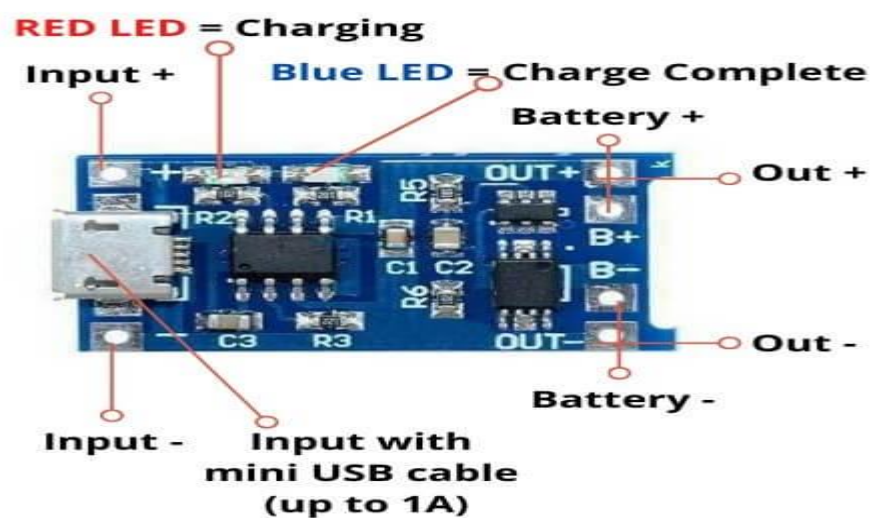 RED LED = Charging
Input +
Blue LED = Charge Complete
Battery +
+
OUT+
K
Out +
R5
R2
R1
B+
C1
C2
B-
R6
-
C3
R3
OUT-
Out -
Battery -
Input -
Input with
mini USB cable
(up to 1A)